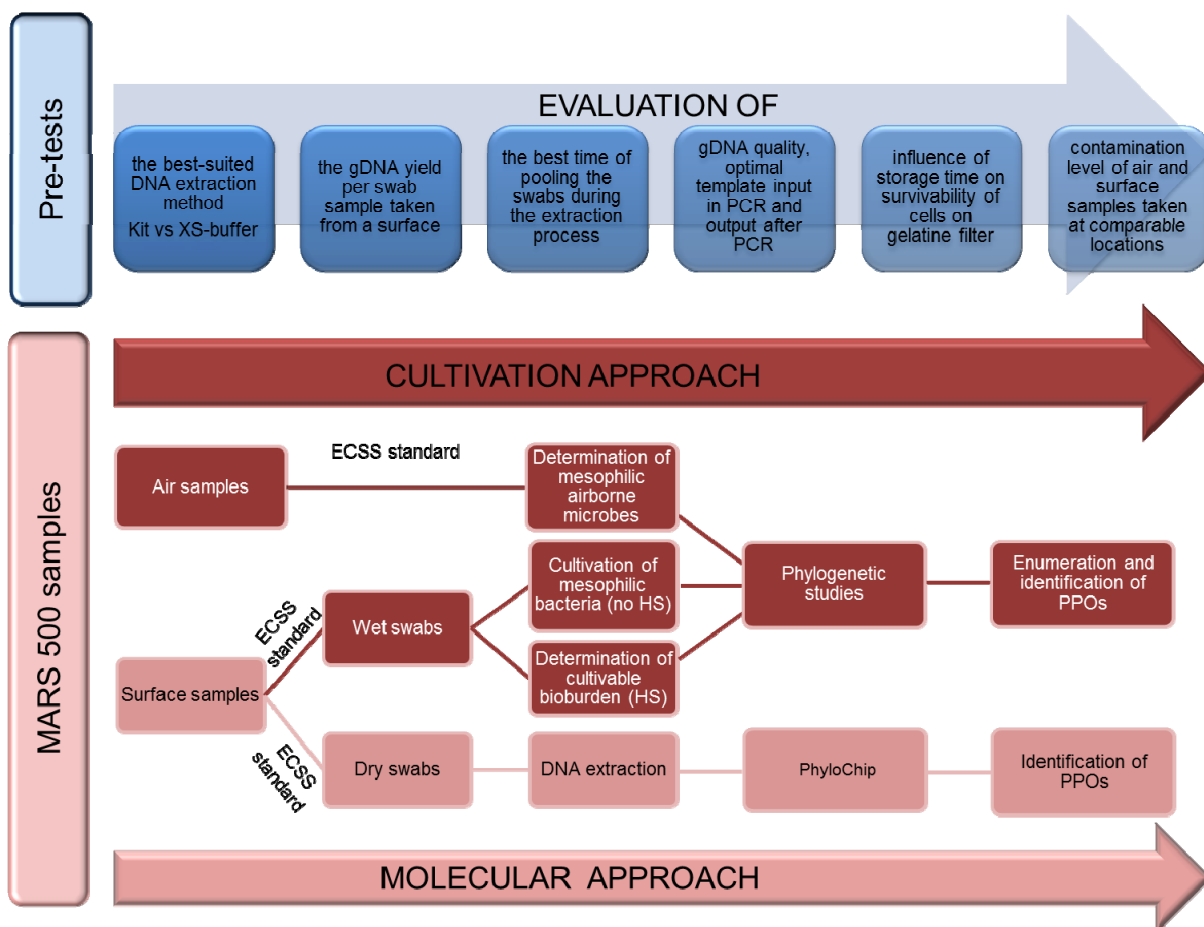 Pre-tests
EVALUATION OF
the best-suited
DNA extraction
method
Kit vs XS-buffer
the gDNA yield
per swab
sample taken
from a surface
the best time of
pooling the
swabs during
the extraction
process
gDNA quality,
optimal
template input
in PCR and
output after
PCR
influence of
storage time on
survivability of
cells on
gelatine filter
contamination
level of air and
surface
samples taken
at comparable
locations
MARS 500 samples
CULTIVATION APPROACH
Air samples
ECSS standard
Determination of
mesophilic
airborne
microbes
Surface samples
ECSS
standard
Wet swabs
Cultivation of
mesophilic
bacteria (no HS)
Determination of
cultivable
bioburden (HS)
Phylogenetic
studies
Enumeration and
identification of
PPOs
ECSS
standard
Dry swabs
DNA extraction
PhyloChip
Identification of
PPOs
MOLECULAR APPROACH